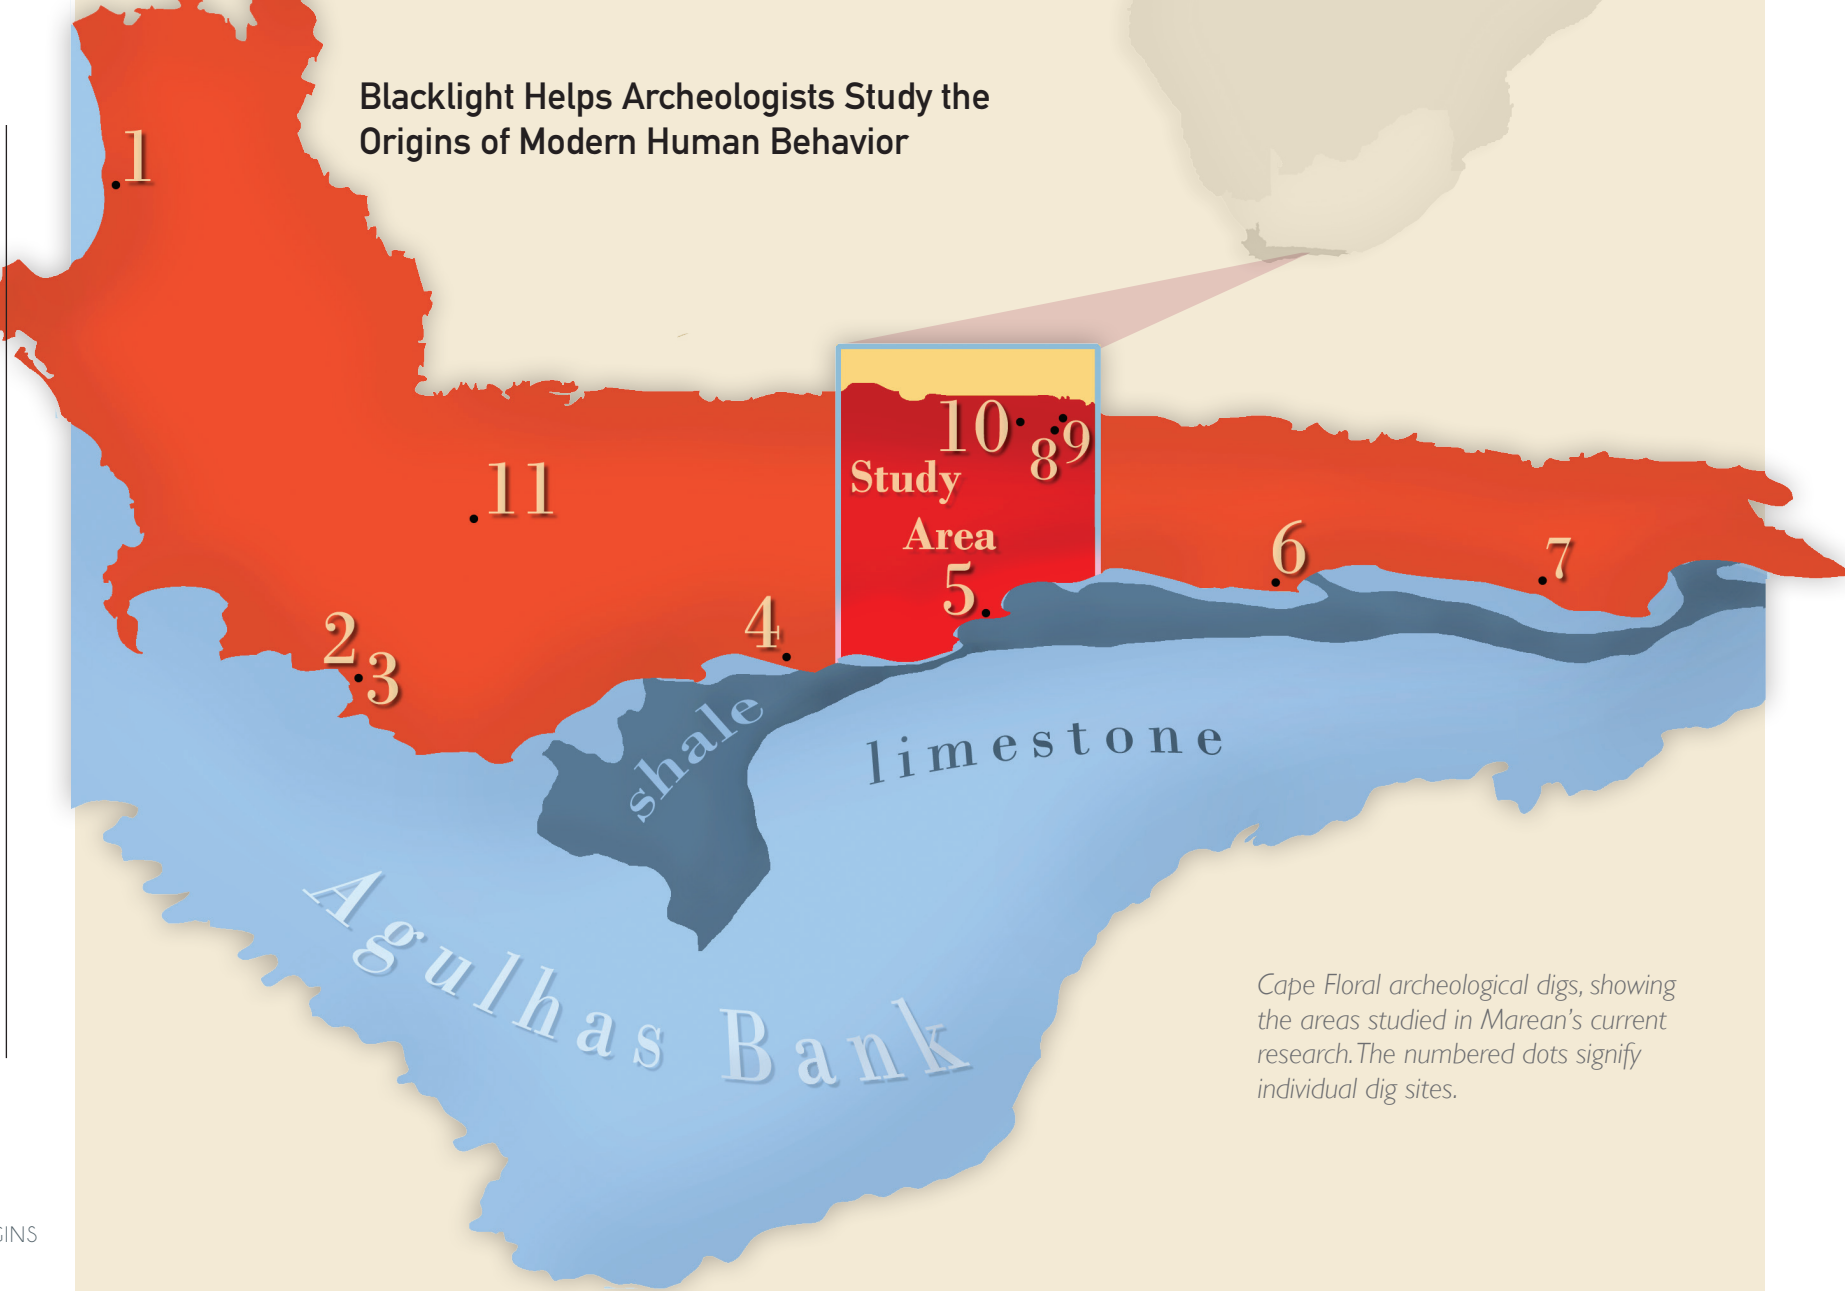 Blacklight Helps Archeologists Study the
Origins of Modern Human Behavior
1
10
8
9
Study
Area
11
5
6
7
4
2
3
shale
limestone
Agulhas Bank
Cape Floral archeological digs, showing
the areas studied in Marean's current
research. The numbered dots signify
individual dig sites.